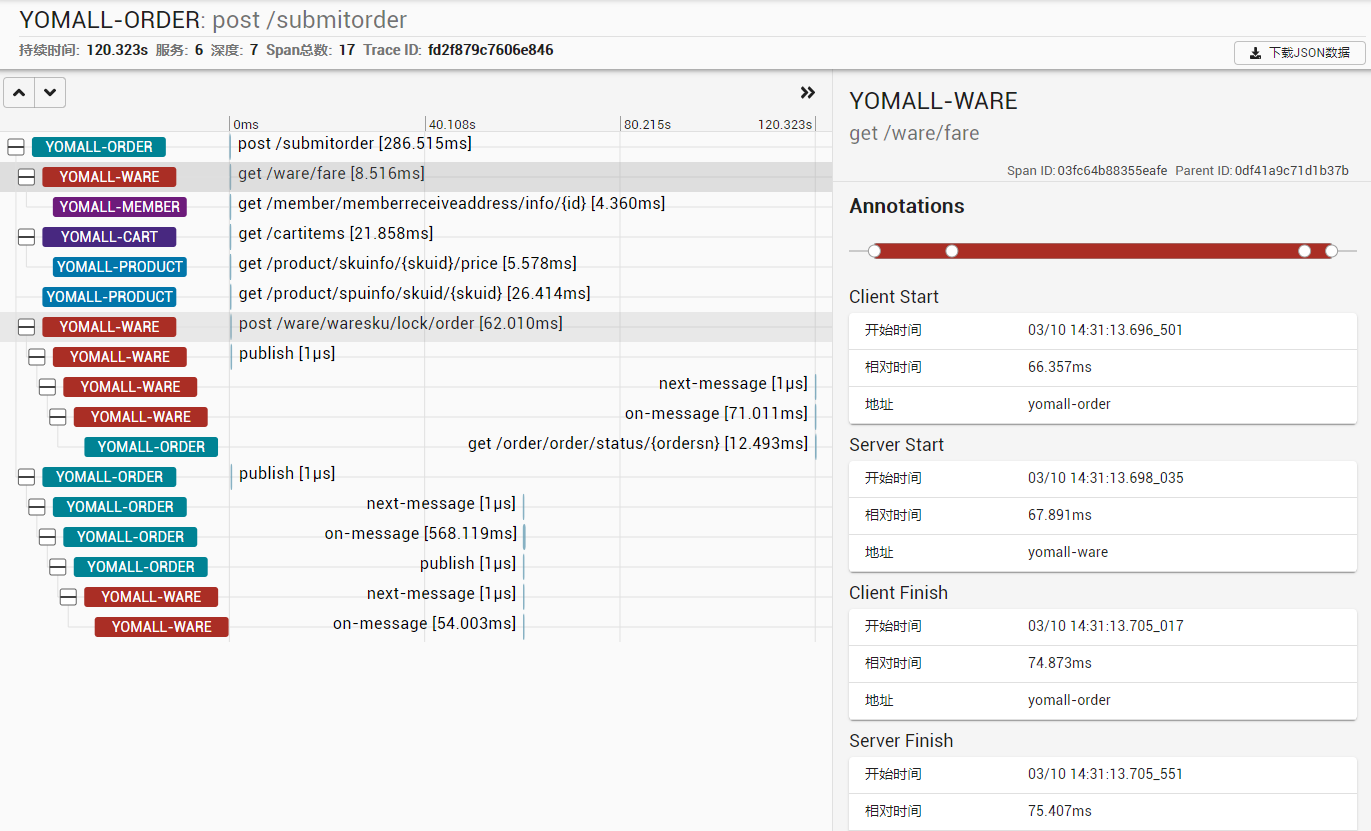 YOMALL-ORDER: post /submitorder
持续时间: 120.323s 服务: 6 深度: 7 Span总数: 17 Trace ID: fd2f879c7606e846
下载JSON数据
0ms 40.108s 80.215s 120.323s
YOMALL-ORDER post /submitorder [286.515ms]
YOMALL-WARE get /ware/fare [8.516ms]
YOMALL-MEMBER get /member/memberreceiveaddress/info/{id} [4.360ms]
YOMALL-CART get /cartitems [21.858ms]
YOMALL-PRODUCT get /product/skuinfo/{skuid}/price [5.578ms]
YOMALL-PRODUCT get /product/spuinfo/skuid/{skuid} [26.414ms]
YOMALL-WARE post /ware/waresku/lock/order [62.010ms]
YOMALL-WARE publish [1μs]
YOMALL-WARE next-message [1μs]
YOMALL-WARE on-message [71.011ms]
YOMALL-ORDER get /order/order/status/{ordersn} [12.493ms]
YOMALL-ORDER publish [1μs]
YOMALL-ORDER next-message [1μs]
YOMALL-ORDER on-message [568.119ms]
YOMALL-ORDER publish [1μs]
YOMALL-WARE next-message [1μs]
YOMALL-WARE on-message [54.003ms]
YOMALL-WARE
get /ware/fare
Span ID: 03fc64b88355eafe Parent ID: 0df41a9c71d1b37b
Annotations
Client Start
开始时间 03/10 14:31:13.696_501
相对时间 66.357ms
地址 yomall-order
Server Start
开始时间 03/10 14:31:13.698_035
相对时间 67.891ms
地址 yomall-ware
Client Finish
开始时间 03/10 14:31:13.705_017
相对时间 74.873ms
地址 yomall-order
Server Finish
开始时间 03/10 14:31:13.705_551
相对时间 75.407ms